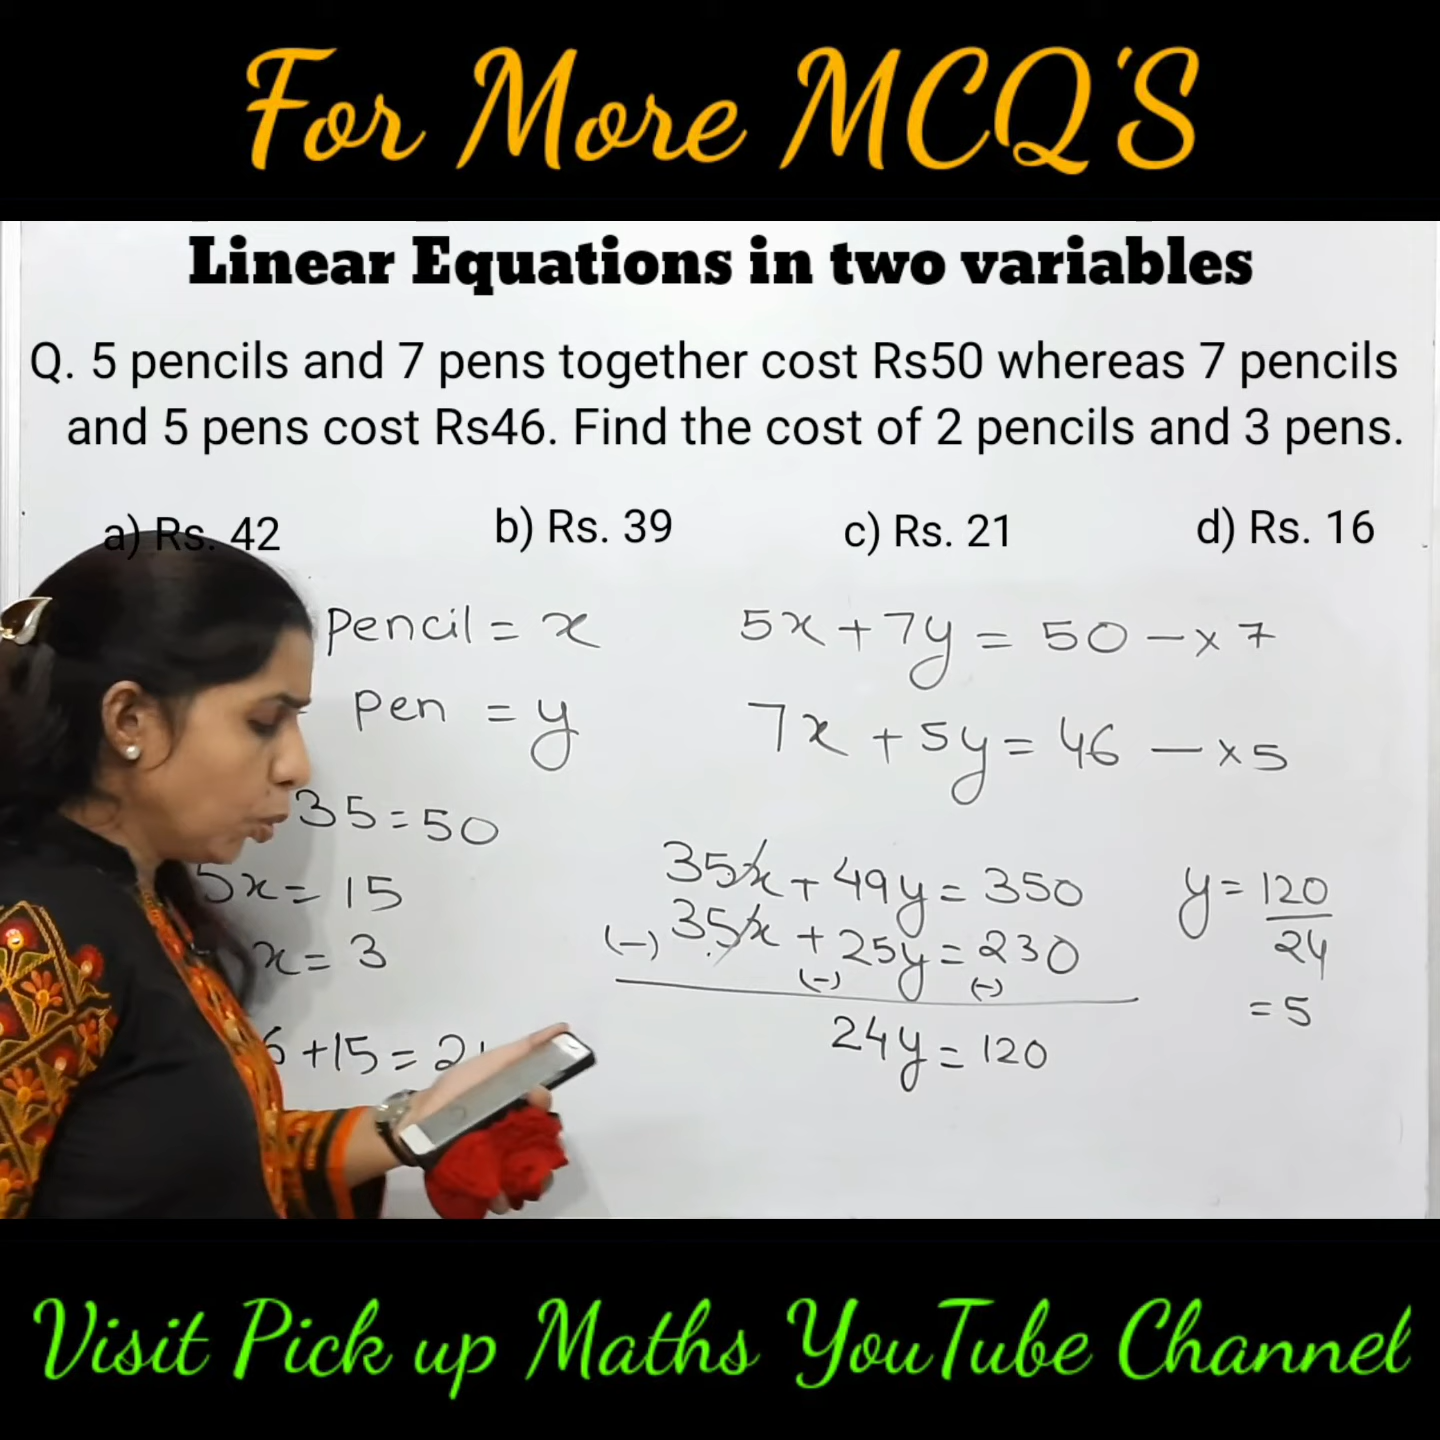 For More MCQ'S
Linear Equations in two variables
Q. 5 pencils and 7 pens together cost Rs50 whereas 7 pencils
and 5 pens cost Rs46. Find the cost of 2 pencils and 3 pens.
a) Rs. 42 b) Rs. 39 c) Rs. 21 d) Rs. 16
pencil = x
pen = y
35 = 50
5x = 15
x = 3
6 + 15 =
5x + 7y = 50 — x 7
7x + 5y = 46 — x 5
35x + 49y = 350
(-) 35x + 25y = 230
(-) (-)
24y = 120
y = 120
24
= 5
Visit Pick up Maths YouTube Channel